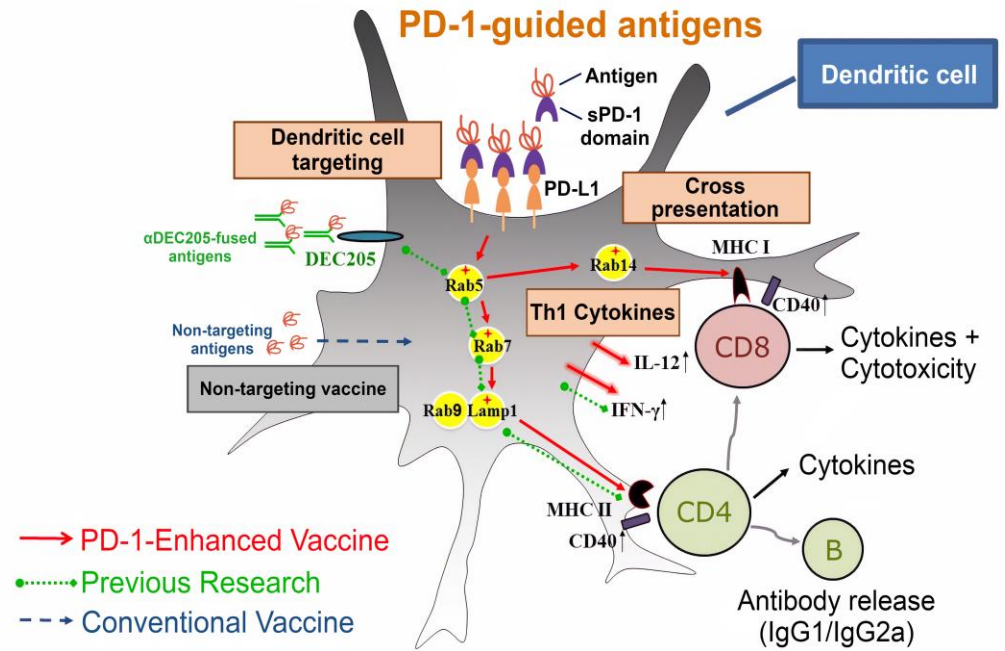 PD-1-guided antigens
Dendritic cell
Antigen
sPD-1
domain
Dendritic cell
targeting
PD-L1
Cross
presentation
αDEC205-fused
antigens
DEC205
MHC I
Rab5
Rab14
CD40↑
Th1 Cytokines
Non-targeting
antigens
Rab7
IL-12↑
CD8
Cytokines +
Cytotoxicity
Non-targeting vaccine
Rab9
Lamp1
IFN-γ↑
Cytokines
MHC II
CD4
CD40↑
B
PD-1-Enhanced Vaccine
Previous Research
Conventional Vaccine
Antibody release
(IgG1/IgG2a)